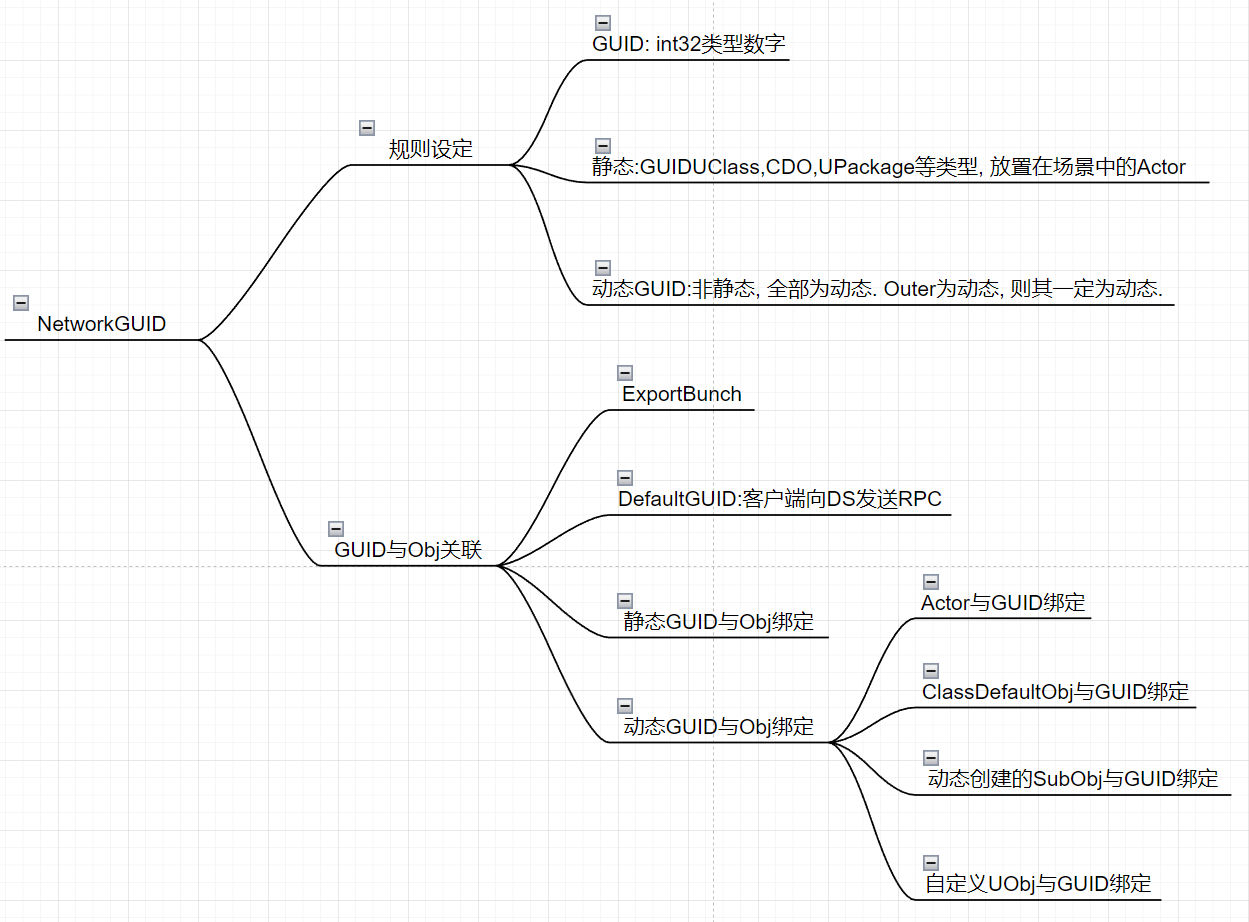 NetworkGUID
规则设定
GUID: int32类型数字
静态:GUIDUClass,CDO,UPackage等类型, 放置在场景中的Actor
动态GUID:非静态, 全部为动态. Outer为动态, 则其一定为动态.
GUID与Obj关联
ExportBunch
DefaultGUID:客户端向DS发送RPC
静态GUID与Obj绑定
动态GUID与Obj绑定
Actor与GUID绑定
ClassDefaultObj与GUID绑定
动态创建的SubObj与GUID绑定
自定义UObj与GUID绑定